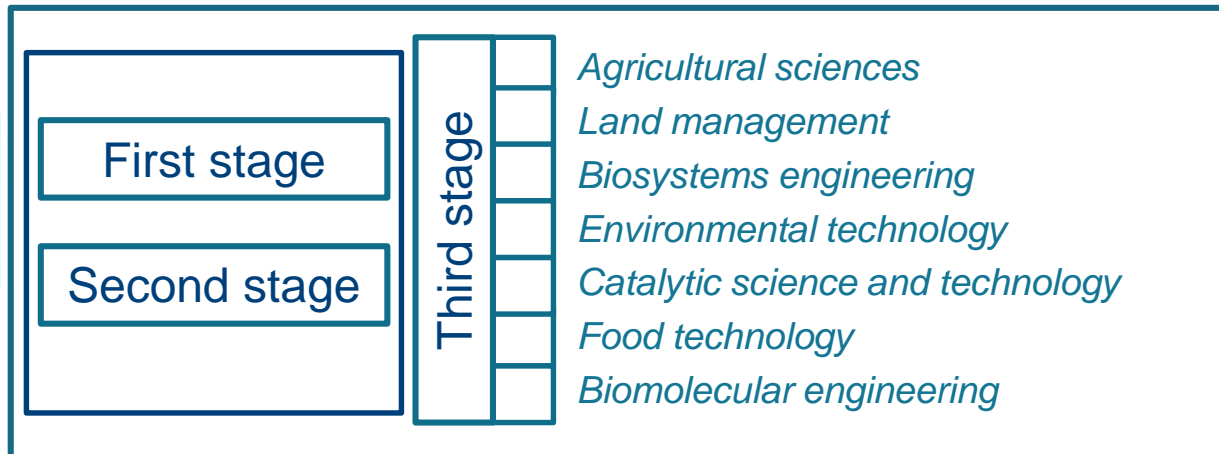 First stage
Second stage
Third stage
Agricultural sciences
Land management
Biosystems engineering
Environmental technology
Catalytic science and technology
Food technology
Biomolecular engineering